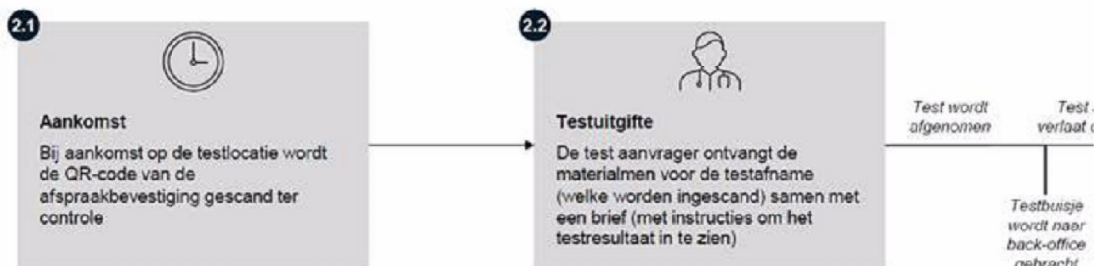 2.1
Aankomst
Bij aankomst op de testlocatie wordt
de QR-code van de
afspraakbevestiging gescand ter
controle
2.2
Testuitgifte
De test aanvrager ontvangt de
materialmen voor de testafname
(welke worden ingescand) samen met
een brief (met instructies om het
testresultaat in te zien)
Test wordt
afgenomen
Test
verlaat
Testbuisje
wordt naar
back-office
gebracht